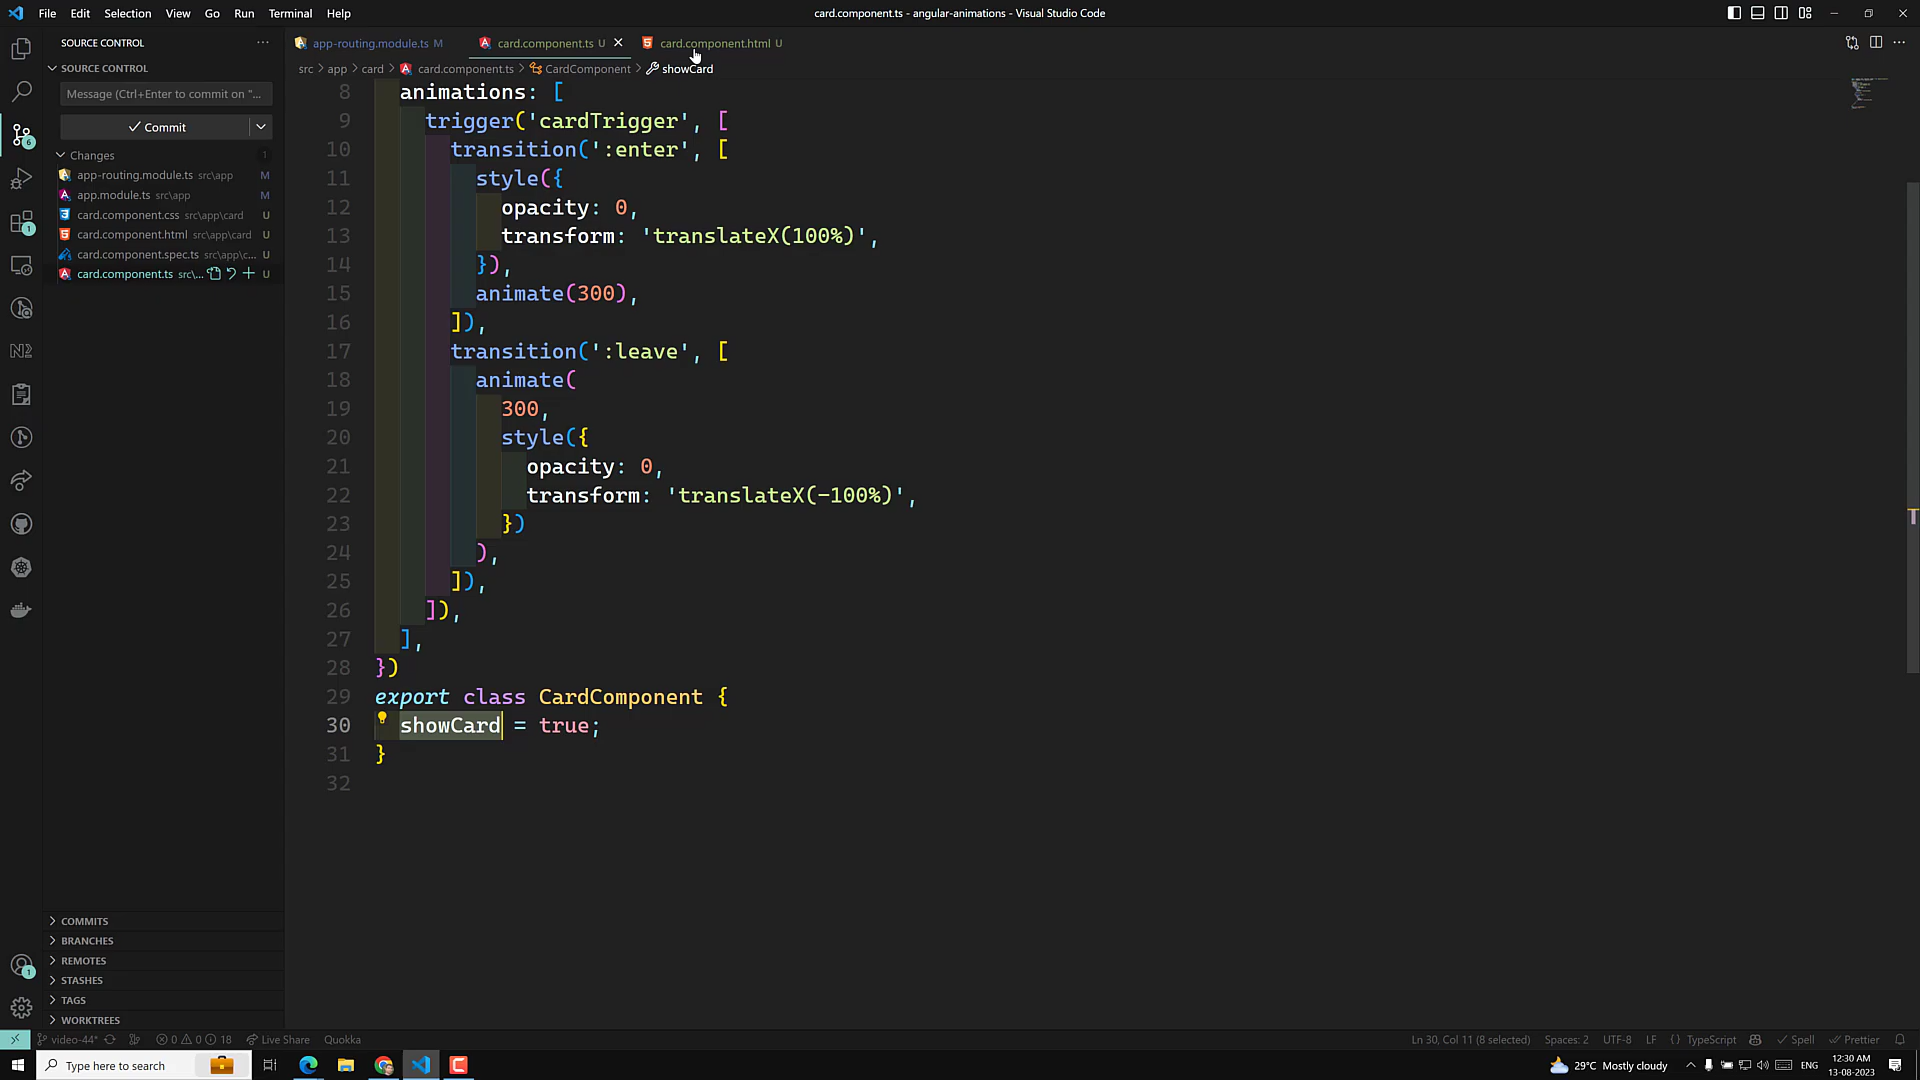 File Edit Selection View Go Run Terminal Help
card.component.ts - angular-animations - Visual Studio Code
SOURCE CONTROL
app-routing.module.ts M
card.component.ts U
card.component.html U
SOURCE CONTROL
src > app > card > card.component.ts > CardComponent > showCard
Message (Ctrl+Enter to commit on "...
Commit
Changes 1
app-routing.module.ts src\app M
app.module.ts src\app M
card.component.css src\app\card U
card.component.html src\app\card U
card.component.spec.ts src\app\c... U
card.component.ts src\... U
8 animations: [
9 trigger('cardTrigger', [
10 transition(':enter', [
11 style({
12 opacity: 0,
13 transform: 'translateX(100%)',
14 }),
15 animate(300),
16 ]),
17 transition(':leave', [
18 animate(
19 300,
20 style({
21 opacity: 0,
22 transform: 'translateX(-100%)',
23 })
24 ),
25 ]),
26 ]),
27 ],
28 })
29 export class CardComponent {
30 showCard = true;
31 }
32
6
1
N2
1
COMMITS
BRANCHES
REMOTES
STASHES
TAGS
WORKTREES
video-44* 0 0 18 Live Share Quokka
Ln 30, Col 11 (8 selected) Spaces: 2 UTF-8 LF { } TypeScript Spell Prettier
Type here to search
29°C Mostly cloudy ENG
12:30 AM
13-08-2023